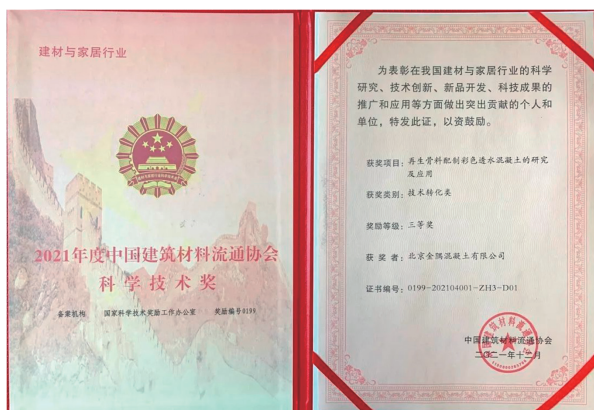 建材与家居行业
2021年度中国建筑材料流通协会
科学技术奖
备案机构 国家科学技术奖励工作办公室 奖励编号0199
为表彰在我国建材与家居行业的科学
研究、技术创新、新品开发、科技成果的
推广和应用等方面做出突出贡献的个人和
单位，特发此证，以资鼓励。
获奖项目：再生骨料配制彩色透水混凝土的研究
及应用
获奖类别：技术转化类
奖励等级：三等奖
获 奖 者：北京金隅混凝土有限公司
证书编号：0199-202104001-ZH3-D01
中国建筑材料流通协会
二〇二一年十二月